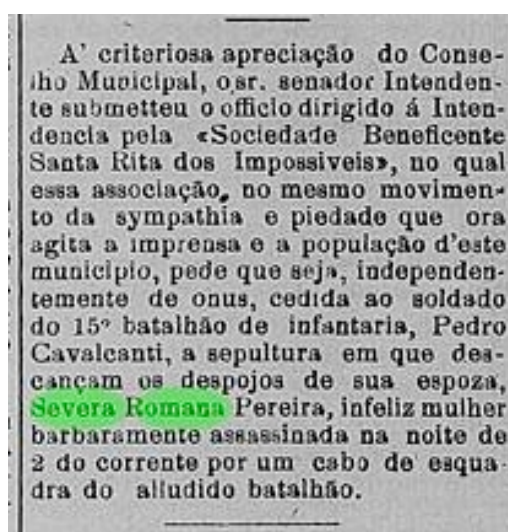 A' criteriosa apreciação do Conse-
lho Municipal, o sr. senador Intenden-
te submetteu o officio dirigido á Inten-
dencia pela «Sociedade Beneficente
Santa Rita dos Impossiveis», no qual
essa associação, no mesmo movimen-
to da sympathia e piedade que ora
agita a imprensa e a população d'este
municipio, pede que seja, independen-
temente de onus, cedida ao soldado
do 15º batalhão de infantaria, Pedro
Cavalcanti, a sepultura em que des-
cançam os despojos de sua espoza,
Severa Romana Pereira, infeliz mulher
barbaramente assassinada na noite de
2 do corrente por um cabo de esqua-
dra do alludido batalhão.